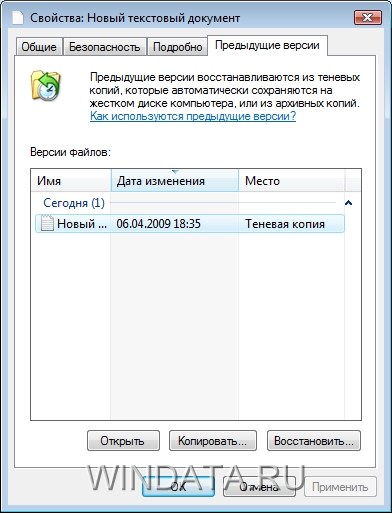 Свойства: Новый текстовый документ
Общие Безопасность Подробно Предыдущие версии
Предыдущие версии восстанавливаются из теневых
копий, которые автоматически сохраняются на
жестком диске компьютера, или из архивных копий.
Как используются предыдущие версии?
Версии файлов:
Имя Дата изменения Место
Сегодня (1)
Новый ... 06.04.2009 18:35 Теневая копия
Открыть Копировать... Восстановить...
WINDATA.RU
OK Отмена Применить